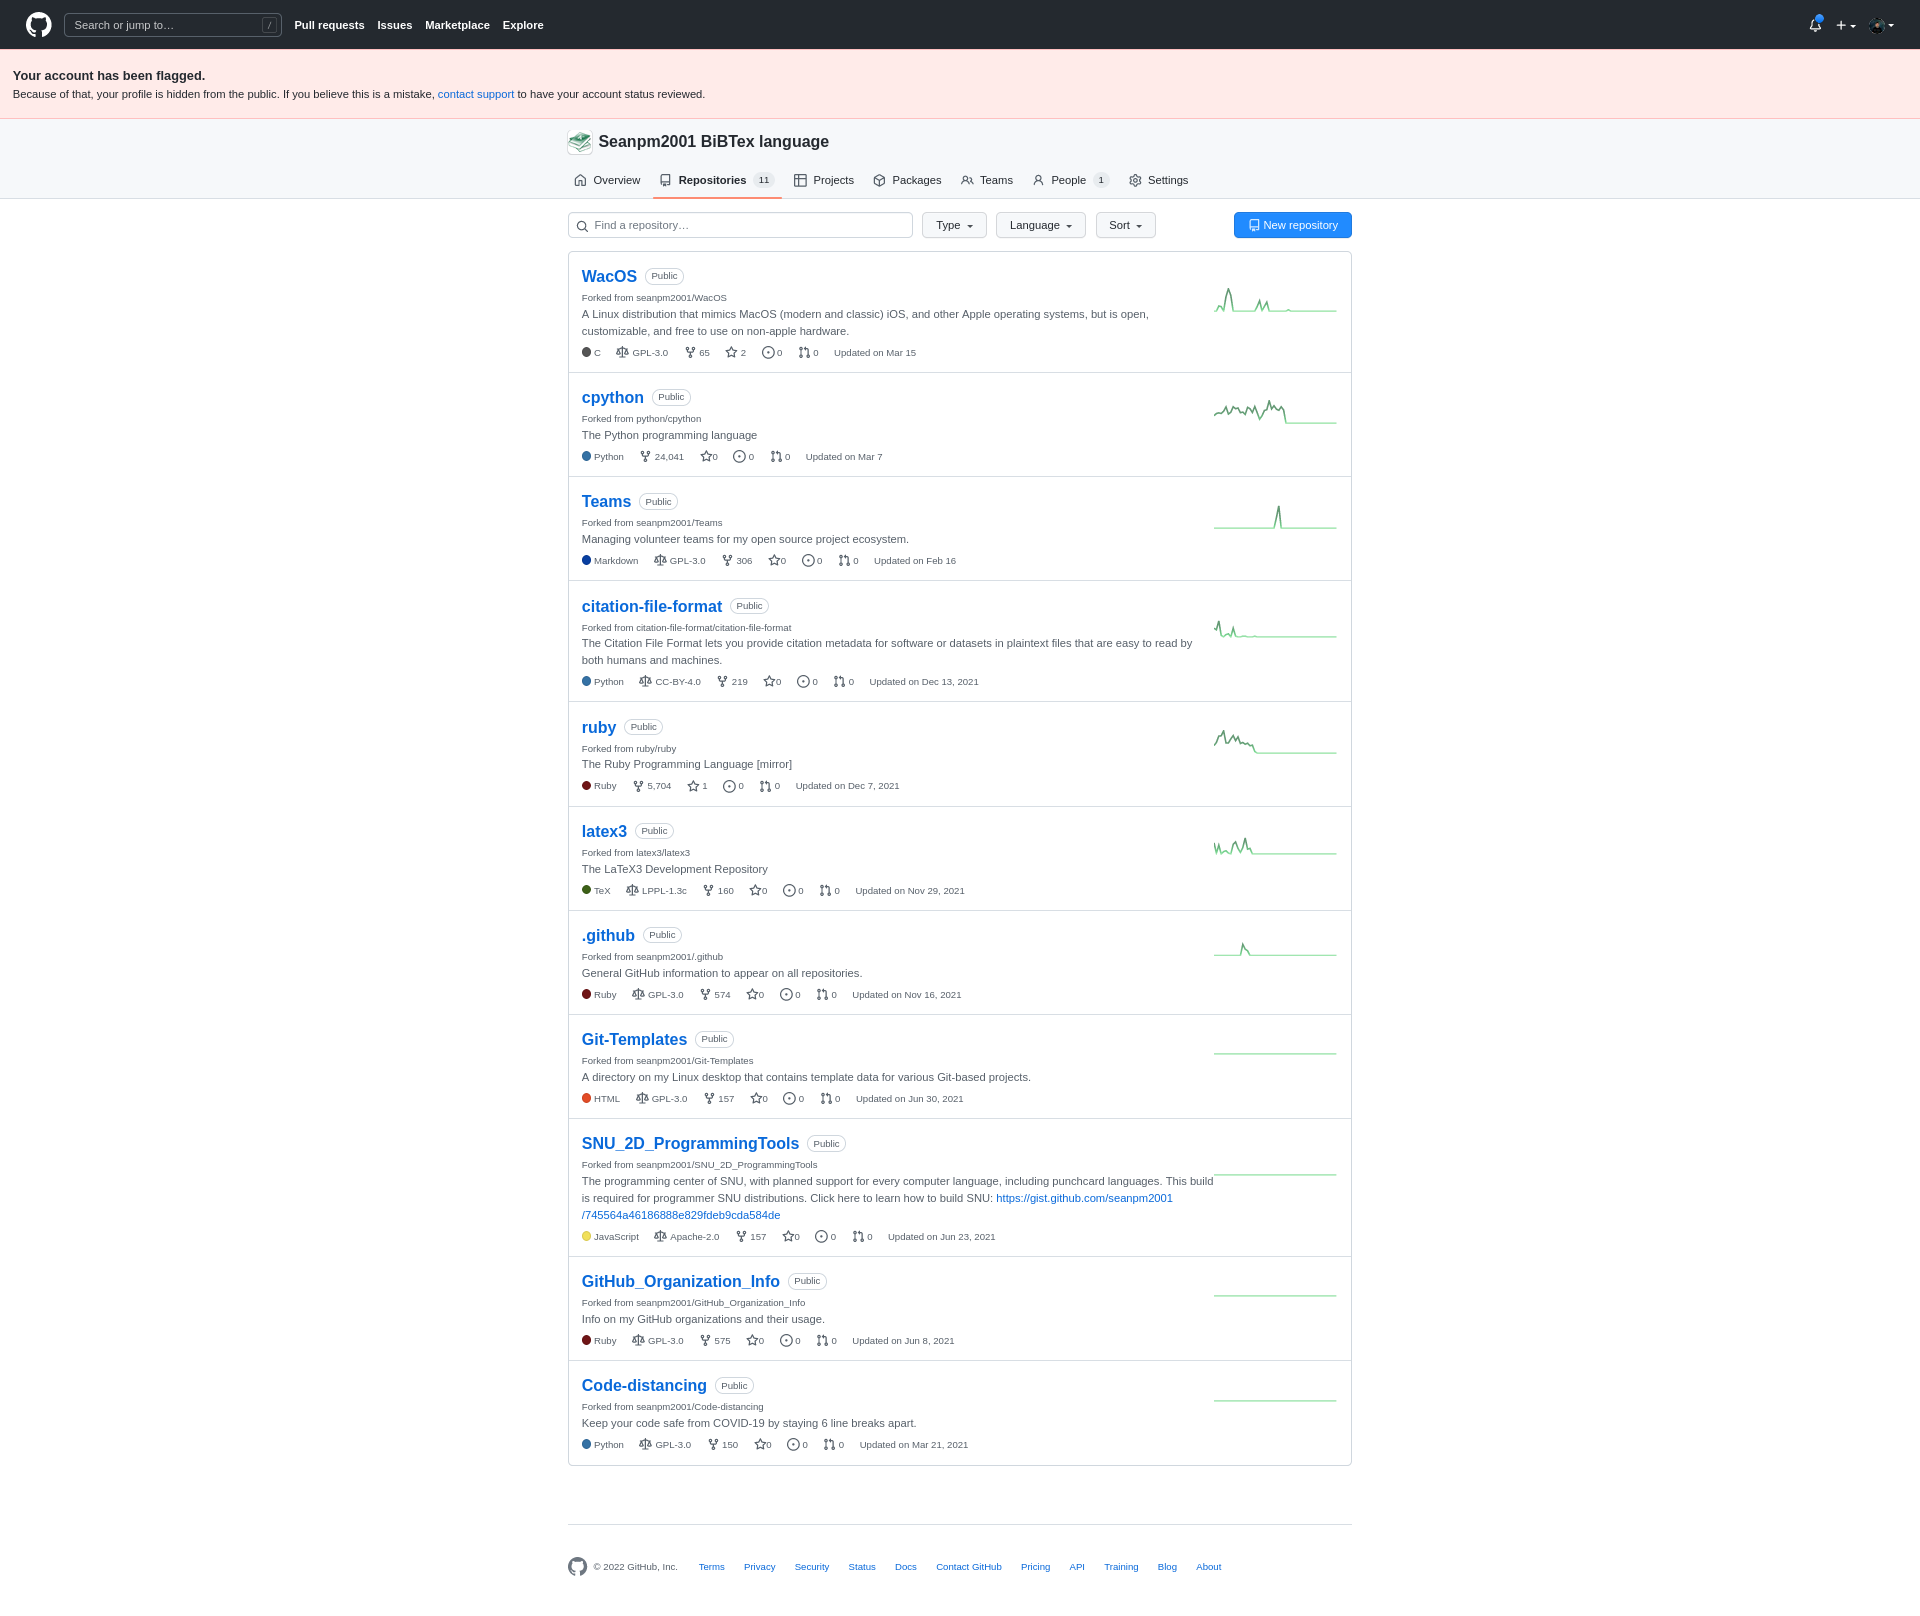 Search or jump to…
/
Pull requests Issues Marketplace Explore
Your account has been flagged.
Because of that, your profile is hidden from the public. If you believe this is a mistake, contact support to have your account status reviewed.
Seanpm2001 BiBTex language
Overview Repositories 11 Projects Packages Teams People 1 Settings
Find a repository… Type Language Sort New repository
WacOS Public
Forked from seanpm2001/WacOS
A Linux distribution that mimics MacOS (modern and classic) iOS, and other Apple operating systems, but is open,
customizable, and free to use on non-apple hardware.
C GPL-3.0 65 2 0 0 Updated on Mar 15
cpython Public
Forked from python/cpython
The Python programming language
Python 24,041 0 0 0 Updated on Mar 7
Teams Public
Forked from seanpm2001/Teams
Managing volunteer teams for my open source project ecosystem.
Markdown GPL-3.0 306 0 0 0 Updated on Feb 16
citation-file-format Public
Forked from citation-file-format/citation-file-format
The Citation File Format lets you provide citation metadata for software or datasets in plaintext files that are easy to read by
both humans and machines.
Python CC-BY-4.0 219 0 0 0 Updated on Dec 13, 2021
ruby Public
Forked from ruby/ruby
The Ruby Programming Language [mirror]
Ruby 5,704 1 0 0 Updated on Dec 7, 2021
latex3 Public
Forked from latex3/latex3
The LaTeX3 Development Repository
TeX LPPL-1.3c 160 0 0 0 Updated on Nov 29, 2021
.github Public
Forked from seanpm2001/.github
General GitHub information to appear on all repositories.
Ruby GPL-3.0 574 0 0 0 Updated on Nov 16, 2021
Git-Templates Public
Forked from seanpm2001/Git-Templates
A directory on my Linux desktop that contains template data for various Git-based projects.
HTML GPL-3.0 157 0 0 0 Updated on Jun 30, 2021
SNU_2D_ProgrammingTools Public
Forked from seanpm2001/SNU_2D_ProgrammingTools
The programming center of SNU, with planned support for every computer language, including punchcard languages. This build
is required for programmer SNU distributions. Click here to learn how to build SNU: https://gist.github.com/seanpm2001
/745564a46186888e829fdeb9cda584de
JavaScript Apache-2.0 157 0 0 0 Updated on Jun 23, 2021
GitHub_Organization_Info Public
Forked from seanpm2001/GitHub_Organization_Info
Info on my GitHub organizations and their usage.
Ruby GPL-3.0 575 0 0 0 Updated on Jun 8, 2021
Code-distancing Public
Forked from seanpm2001/Code-distancing
Keep your code safe from COVID-19 by staying 6 line breaks apart.
Python GPL-3.0 150 0 0 0 Updated on Mar 21, 2021
© 2022 GitHub, Inc. Terms Privacy Security Status Docs Contact GitHub Pricing API Training Blog About